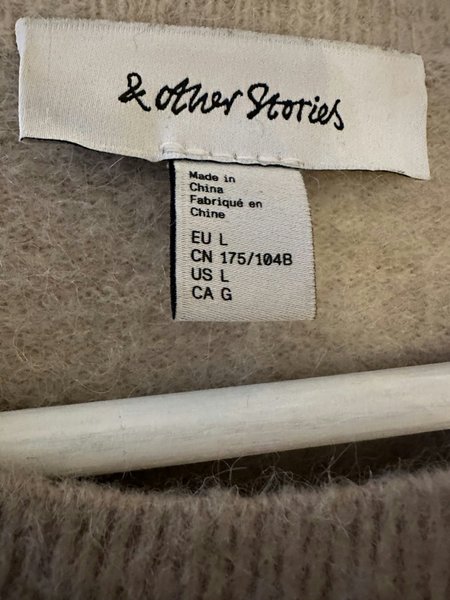 & other Stories
Made in
China
Fabriqué en
Chine
EU L
CN 175/104B
US L
CA G